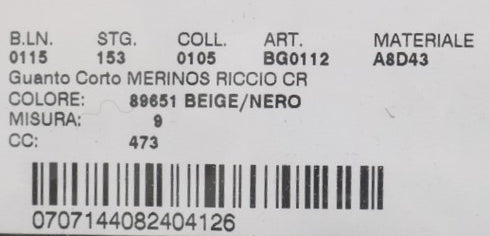 B.LN. STG. COLL. ART. MATERIALE
0115 153 0105 BG0112 A8D43
Guanto Corto MERINOS RICCIO CR
COLORE: 89651 BEIGE/NERO
MISURA: 9
CC: 473
0707144082404126